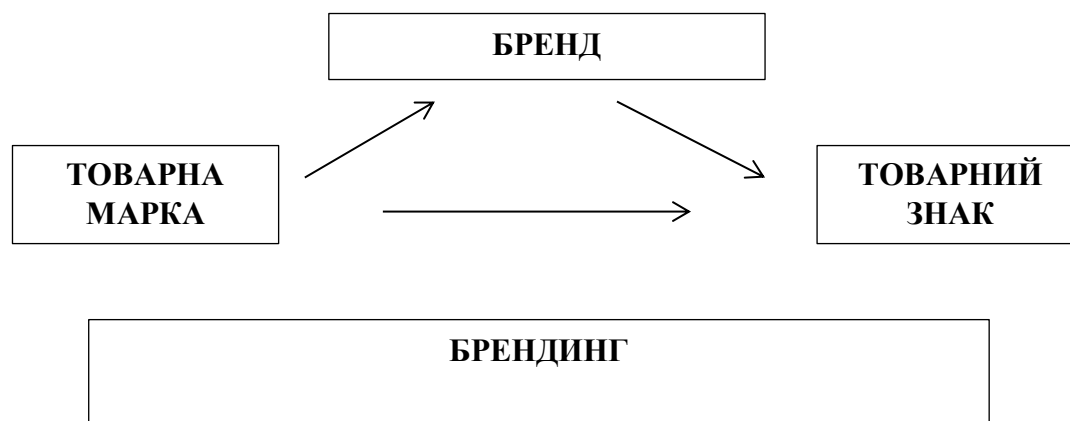 БРЕНД
ТОВАРНА
МАРКА
ТОВАРНИЙ
ЗНАК
БРЕНДИНГ